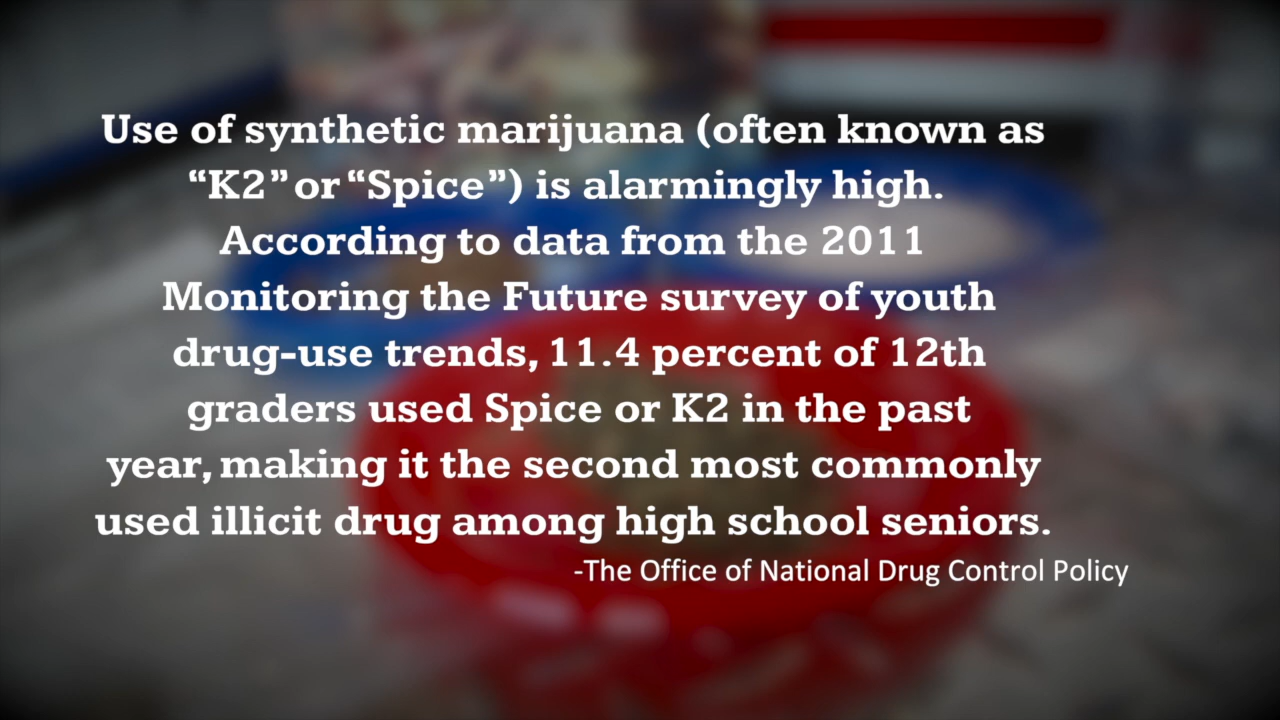 Use of synthetic marijuana (often known as
“K2” or “Spice”) is alarmingly high.
According to data from the 2011
Monitoring the Future survey of youth
drug-use trends, 11.4 percent of 12th
graders used Spice or K2 in the past
year, making it the second most commonly
used illicit drug among high school seniors.
-The Office of National Drug Control Policy